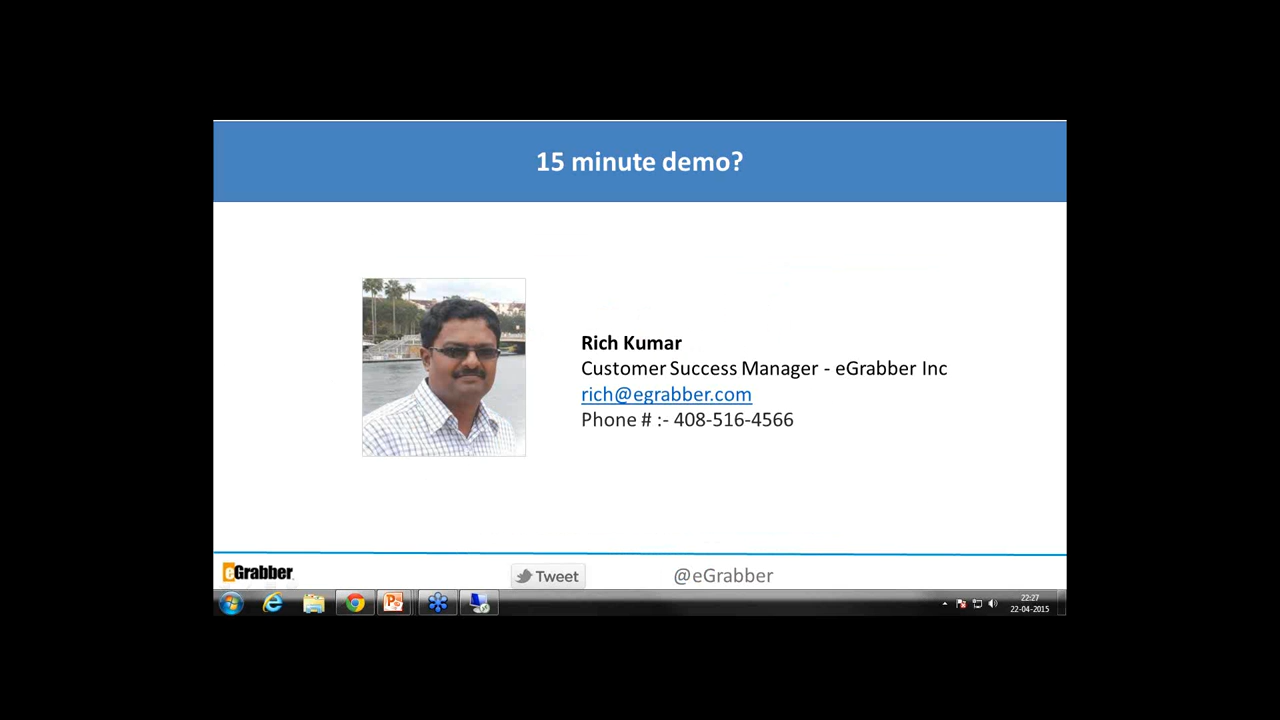 15 minute demo?
Rich Kumar
Customer Success Manager - eGrabber Inc
rich@egrabber.com
Phone # :- 408-516-4566
eGrabber
Tweet
@eGrabber
22:27
22-04-2015